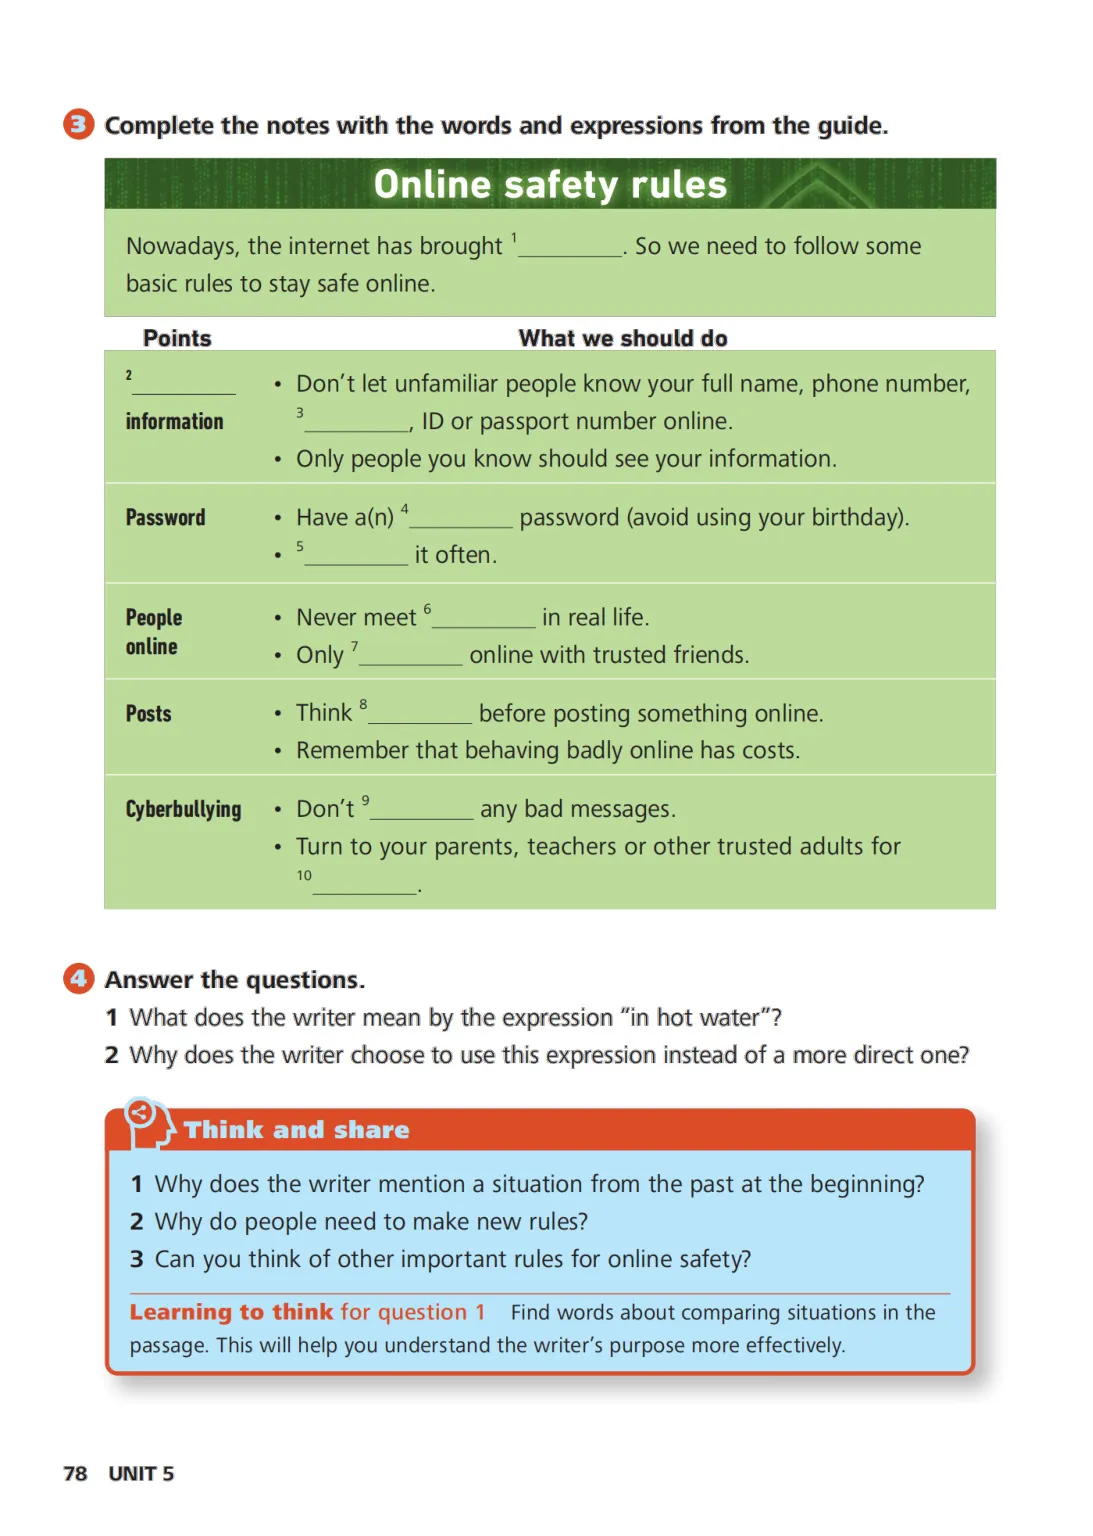 3 Complete the notes with the words and expressions from the guide.
Online safety rules
Nowadays, the internet has brought 1_________. So we need to follow some
basic rules to stay safe online.
Points What we should do
2_________
information
• Don't let unfamiliar people know your full name, phone number,
3_________, ID or passport number online.
• Only people you know should see your information.
Password
• Have a(n) 4_________ password (avoid using your birthday).
• 5_________ it often.
People
online
• Never meet 6_________ in real life.
• Only 7_________ online with trusted friends.
Posts
• Think 8_________ before posting something online.
• Remember that behaving badly online has costs.
Cyberbullying
• Don't 9_________ any bad messages.
• Turn to your parents, teachers or other trusted adults for
10_________.
4 Answer the questions.
1 What does the writer mean by the expression "in hot water"?
2 Why does the writer choose to use this expression instead of a more direct one?
Think and share
1 Why does the writer mention a situation from the past at the beginning?
2 Why do people need to make new rules?
3 Can you think of other important rules for online safety?
Learning to think for question 1 Find words about comparing situations in the
passage. This will help you understand the writer's purpose more effectively.
78 UNIT 5